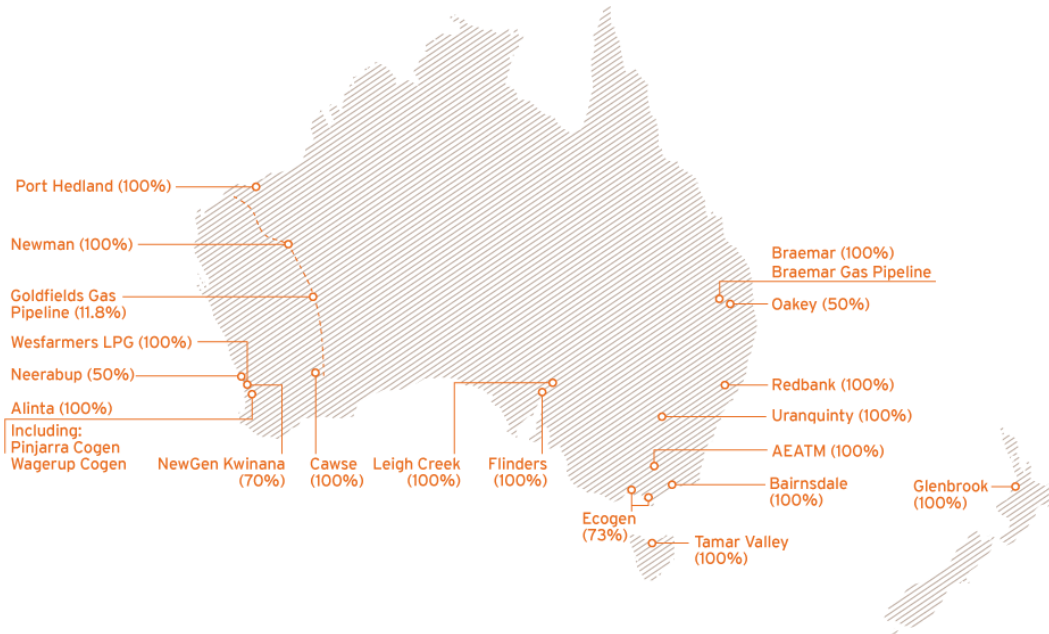 Port Hedland (100%)
Newman (100%)
Goldfields Gas
Pipeline (11.8%)
Wesfarmers LPG (100%)
Neerabup (50%)
Alinta (100%)
Including:
Pinjarra Cogen
Wagerup Cogen
NewGen Kwinana
(70%)
Cawse
(100%)
Leigh Creek
(100%)
Flinders
(100%)
Braemar (100%)
Braemar Gas Pipeline
Oakey (50%)
Redbank (100%)
Uranquinty (100%)
AEATM (100%)
Bairnsdale
(100%)
Ecogen
(73%)
Tamar Valley
(100%)
Glenbrook
(100%)